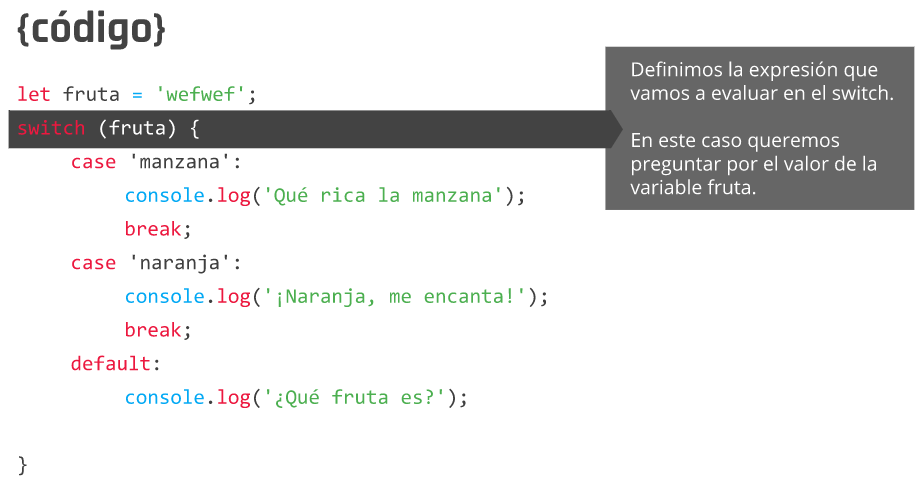 {código}
let fruta = 'wefwef';
switch (fruta) {
case 'manzana':
console.log('Qué rica la manzana');
break;
case 'naranja':
console.log('¡Naranja, me encanta!');
break;
default:
console.log('¿Qué fruta es?');
}
Definimos la expresión que
vamos a evaluar en el switch.
En este caso queremos
preguntar por el valor de la
variable fruta.